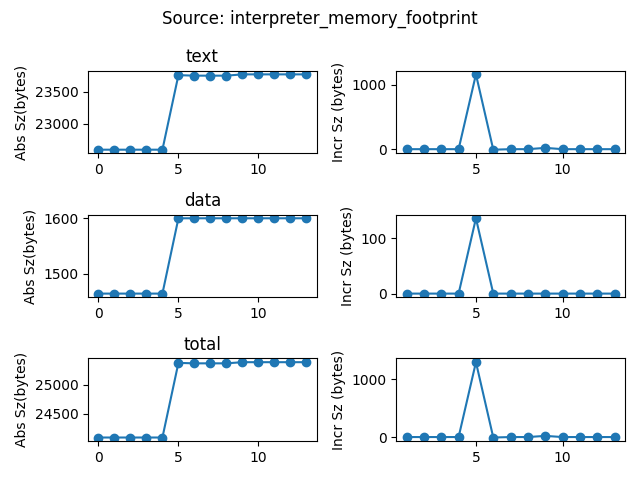 Source: interpreter_memory_footprint
text
Abs Sz(bytes)
23500
23000
0 5 10
Incr Sz (bytes)
1000
0
5 10
data
Abs Sz(bytes)
1600
1500
0 5 10
Incr Sz (bytes)
100
0
5 10
total
Abs Sz(bytes)
25000
24500
0 5 10
Incr Sz (bytes)
1000
0
5 10